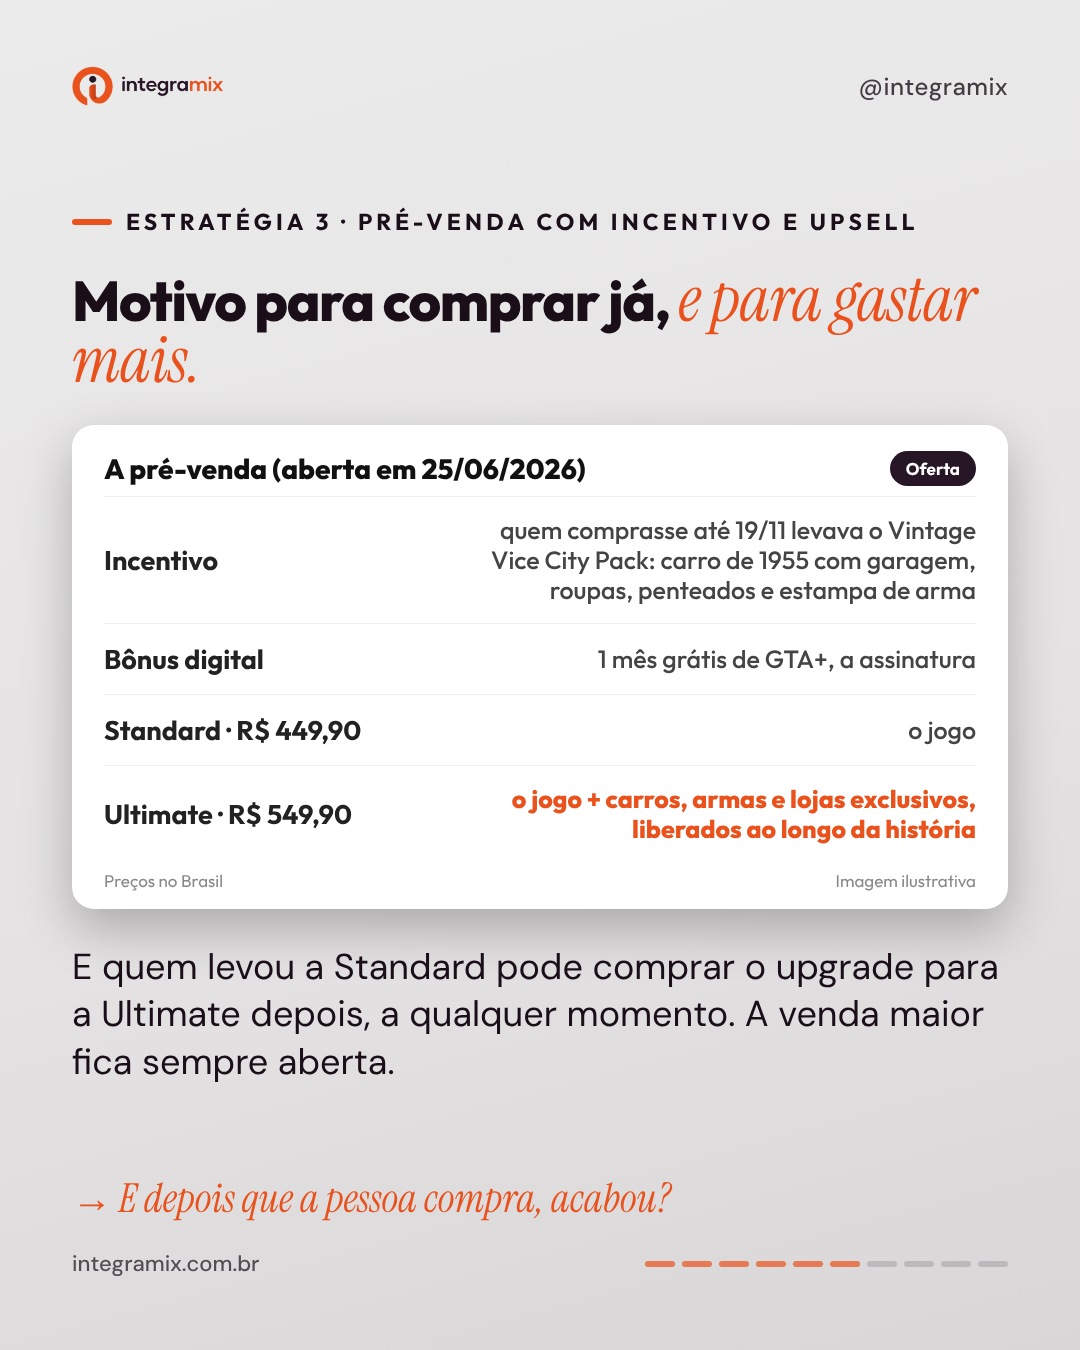 integramix
@integramix
ESTRATÉGIA 3 · PRÉ-VENDA COM INCENTIVO E UPSELL
Motivo para comprar já, e para gastar
mais.
A pré-venda (aberta em 25/06/2026)
Oferta
Incentivo
quem comprasse até 19/11 levava o Vintage
Vice City Pack: carro de 1955 com garagem,
roupas, penteados e estampa de arma
Bônus digital
1 mês grátis de GTA+, a assinatura
Standard · R$ 449,90
o jogo
Ultimate · R$ 549,90
o jogo + carros, armas e lojas exclusivos,
liberados ao longo da história
Preços no Brasil
Imagem ilustrativa
E quem levou a Standard pode comprar o upgrade para
a Ultimate depois, a qualquer momento. A venda maior
fica sempre aberta.
→ E depois que a pessoa compra, acabou?
integramix.com.br